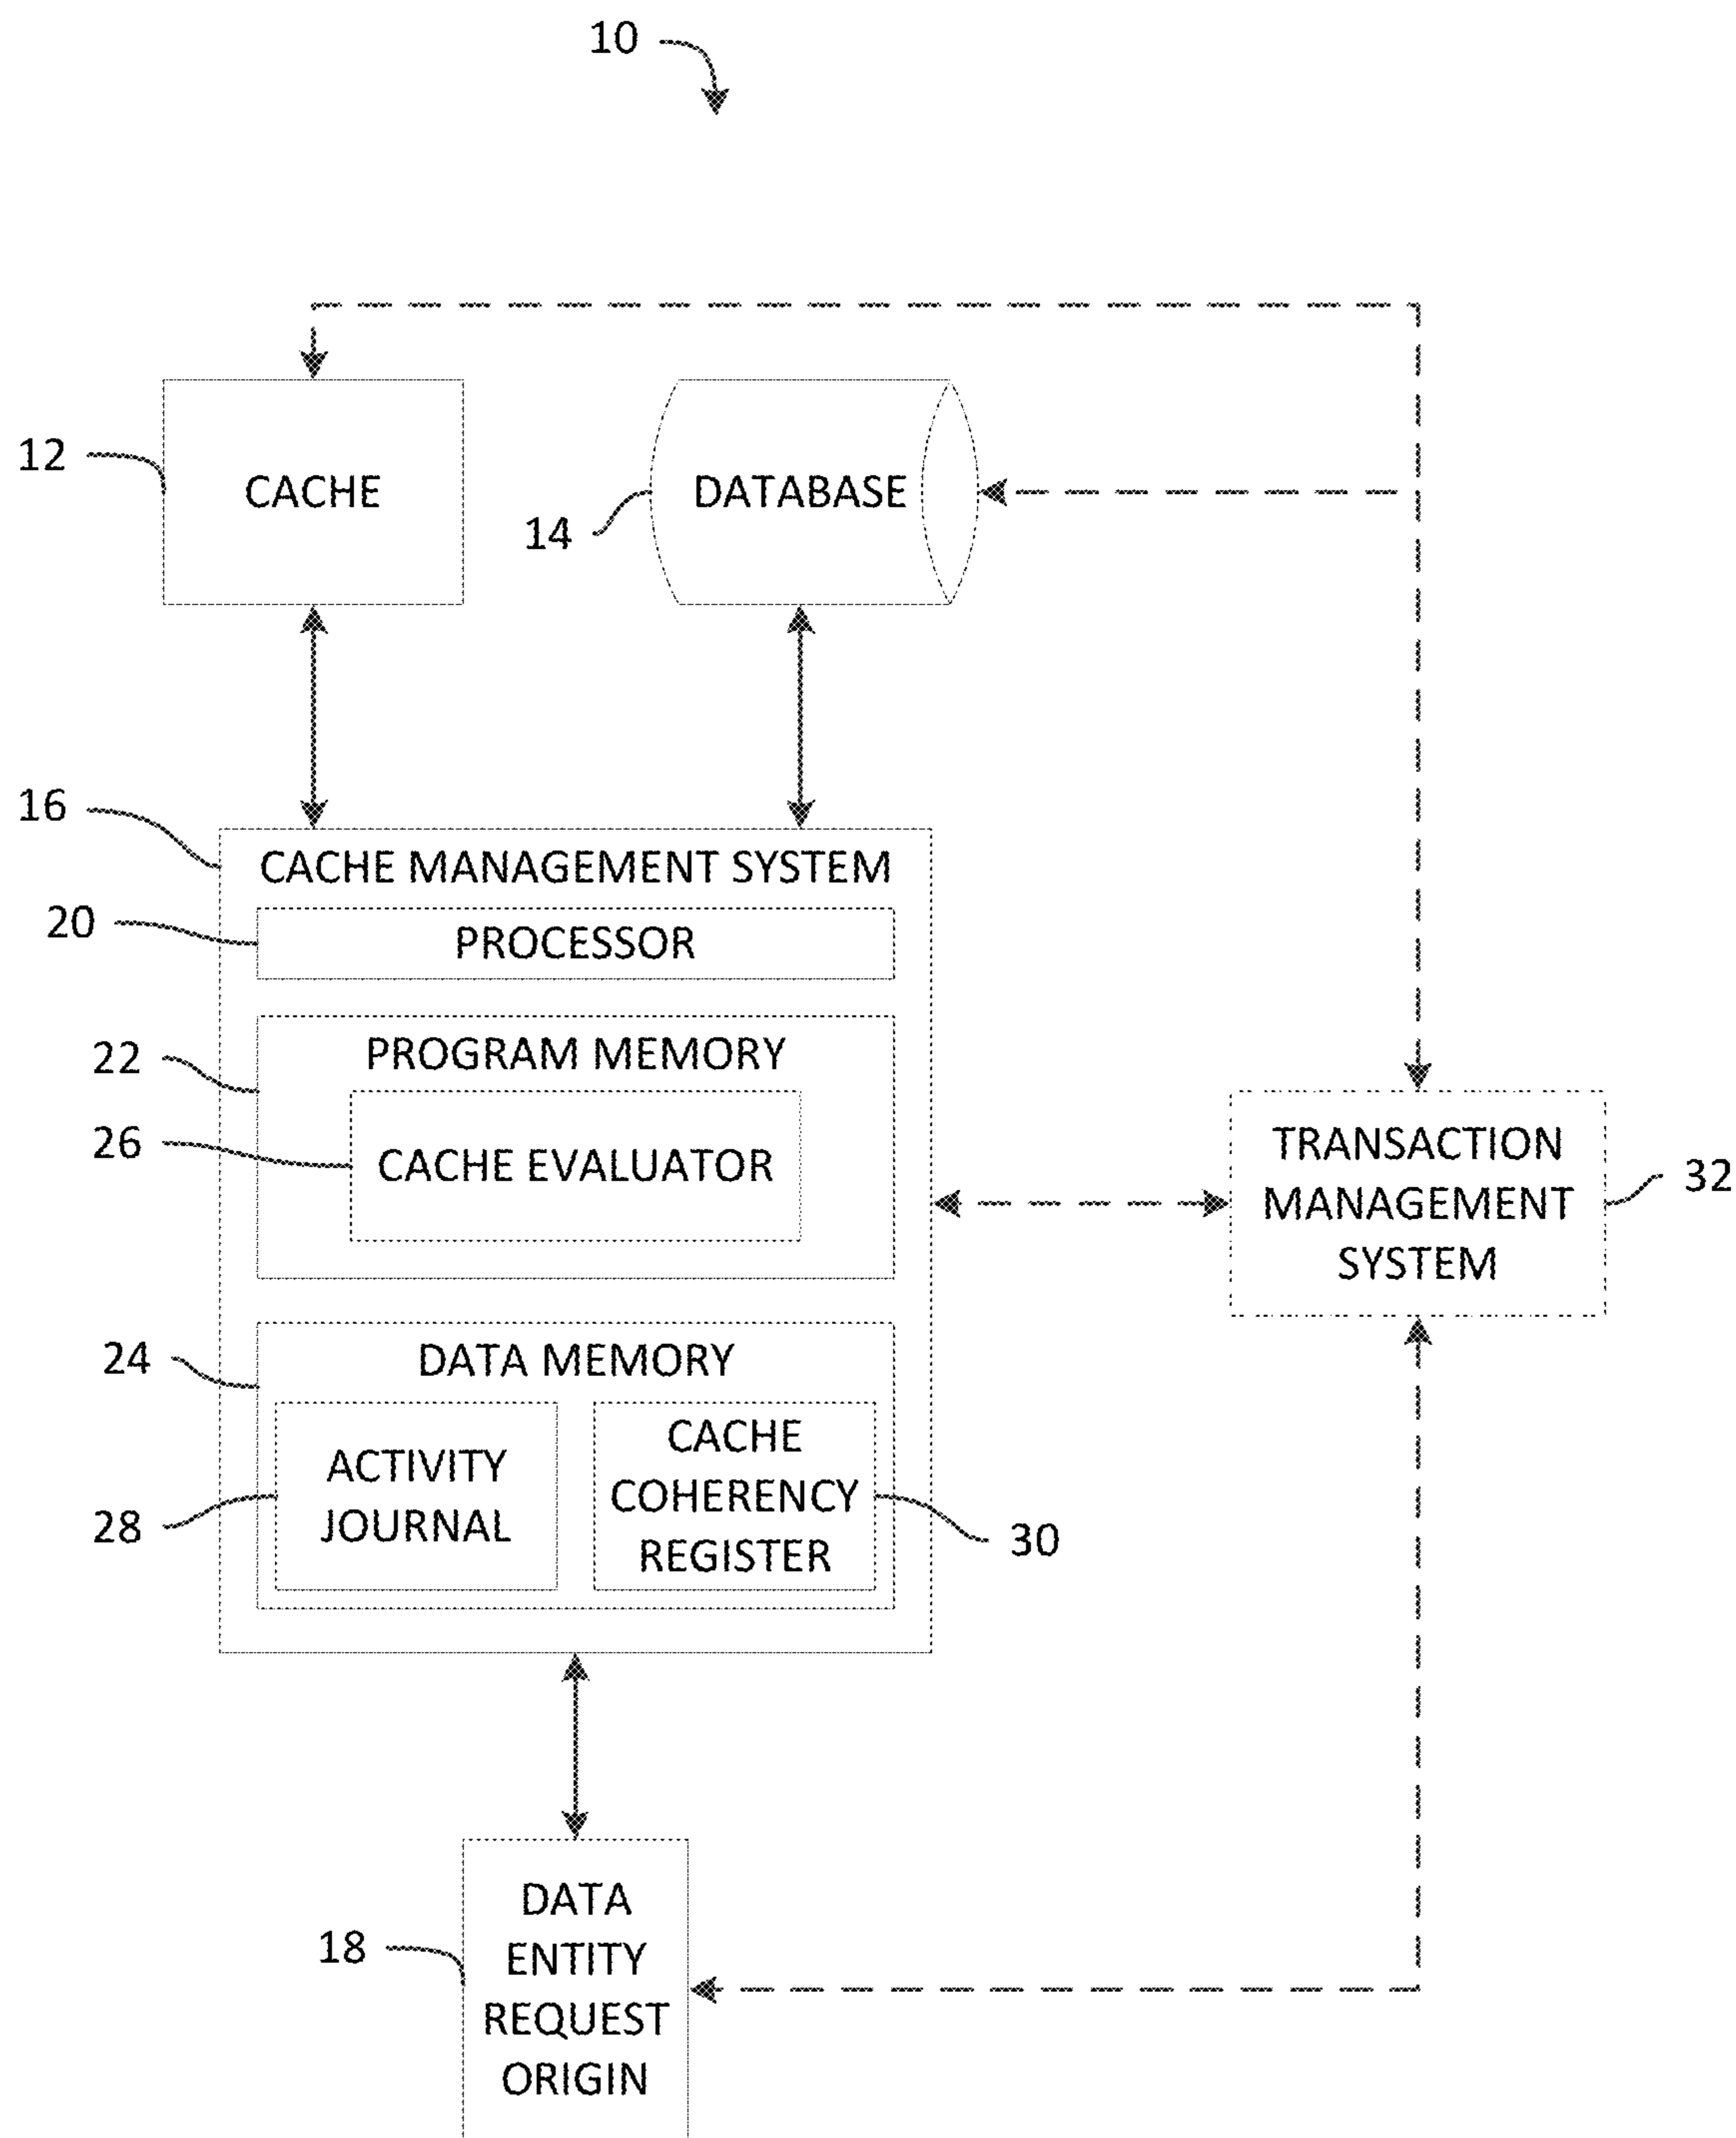 10
12
CACHE
14
DATABASE
16
CACHE MANAGEMENT SYSTEM
20
PROCESSOR
22
PROGRAM MEMORY
26
CACHE EVALUATOR
TRANSACTION
MANAGEMENT
SYSTEM
32
24
DATA MEMORY
28
ACTIVITY
JOURNAL
CACHE
COHERENCY
REGISTER
30
18
DATA
ENTITY
REQUEST
ORIGIN